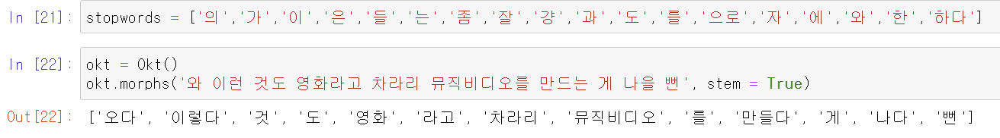 In [21]: stopwords = ['의','가','이','은','들','는','좀','잘','걍','과','도','를','으로','자','에','와','한','하다']
In [22]: okt = Okt()
okt.morphs('와 이런 것도 영화라고 차라리 뮤직비디오를 만드는 게 나을 뻔', stem = True)
Out[22]: ['오다', '이렇다', '것', '도', '영화', '라고', '차라리', '뮤직비디오', '를', '만들다', '게', '나다', '뻔']